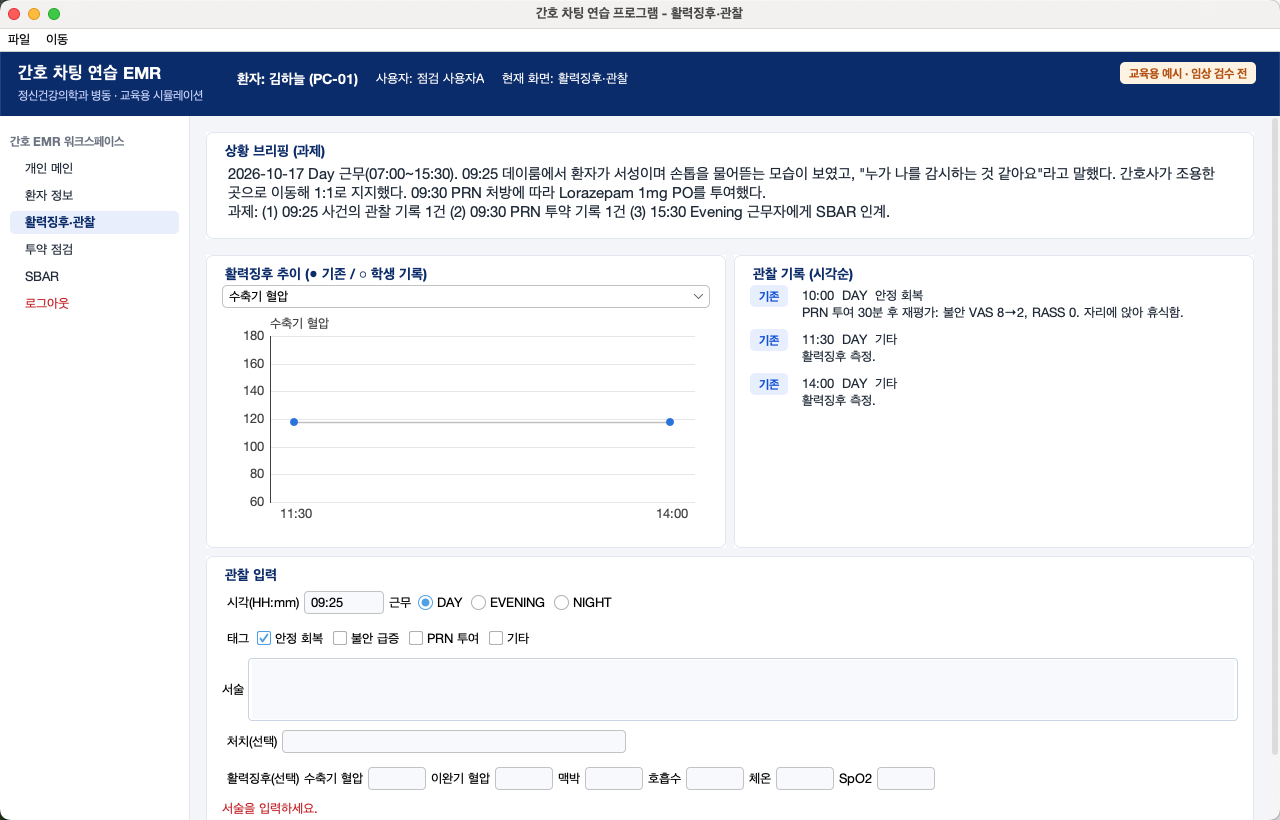 간호 차팅 연습 프로그램 - 활력징후·관찰
파일 이동
간호 차팅 연습 EMR
정신건강의학과 병동 · 교육용 시뮬레이션
환자: 김하늘 (PC-01) 사용자: 점검 사용자A 현재 화면: 활력징후·관찰
교육용 예시 · 임상 검수 전
간호 EMR 워크스페이스
개인 메인
환자 정보
활력징후·관찰
투약 점검
SBAR
로그아웃
상황 브리핑 (과제)
2026-10-17 Day 근무(07:00~15:30). 09:25 데이룸에서 환자가 서성이며 손톱을 물어뜯는 모습이 보였고, "누가 나를 감시하는 것 같아요"라고 말했다. 간호사가 조용한
곳으로 이동해 1:1로 지지했다. 09:30 PRN 처방에 따라 Lorazepam 1mg PO를 투여했다.
과제: (1) 09:25 사건의 관찰 기록 1건 (2) 09:30 PRN 투약 기록 1건 (3) 15:30 Evening 근무자에게 SBAR 인계.
활력징후 추이 (● 기존 / ○ 학생 기록)
수축기 혈압
수축기 혈압
180
160
140
120
100
80
60
11:30 14:00
관찰 기록 (시각순)
기존 10:00 DAY 안정 회복
PRN 투여 30분 후 재평가: 불안 VAS 8→2, RASS 0. 자리에 앉아 휴식함.
기존 11:30 DAY 기타
활력징후 측정.
기존 14:00 DAY 기타
활력징후 측정.
관찰 입력
시각(HH:mm) 09:25 근무 DAY EVENING NIGHT
태그 안정 회복 불안 급증 PRN 투여 기타
서술
처치(선택)
활력징후(선택) 수축기 혈압 이완기 혈압 맥박 호흡수 체온 SpO2
서술을 입력하세요.